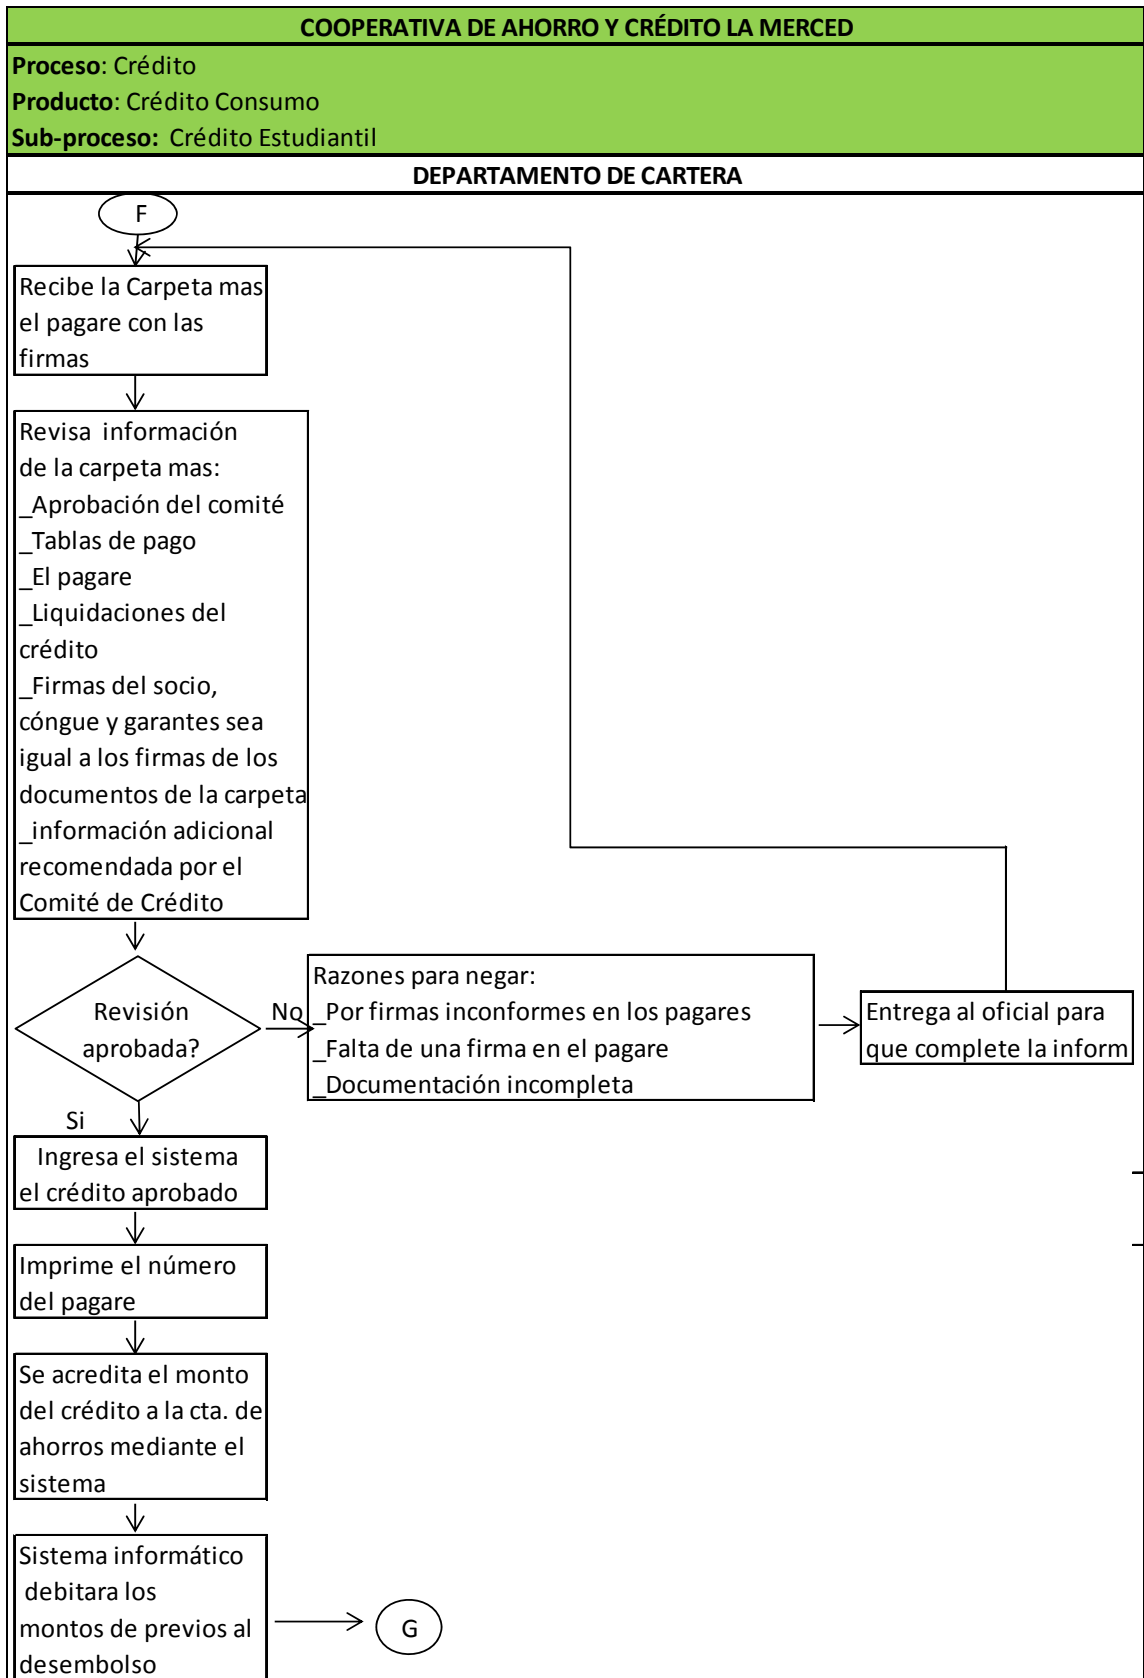 COOPERATIVA DE AHORRO Y CRÉDITO LA MERCED
Proceso: Crédito
Producto: Crédito Consumo
Sub-proceso: Crédito Estudiantil
DEPARTAMENTO DE CARTERA
F
Recibe la Carpeta mas
el pagare con las
firmas
Revisa información
de la carpeta mas:
_Aprobación del comité
_Tablas de pago
_El pagare
_Liquidaciones del
crédito
_Firmas del socio,
cóngue y garantes sea
igual a los firmas de los
documentos de la carpeta
_información adicional
recomendada por el
Comité de Crédito
Revisión
aprobada?
No
Razones para negar:
_Por firmas inconformes en los pagares
_Falta de una firma en el pagare
_Documentación incompleta
Entrega al oficial para
que complete la inform
Si
Ingresa el sistema
el crédito aprobado
Imprime el número
del pagare
Se acredita el monto
del crédito a la cta. de
ahorros mediante el
sistema
Sistema informático
debitara los
montos de previos al
desembolso
G